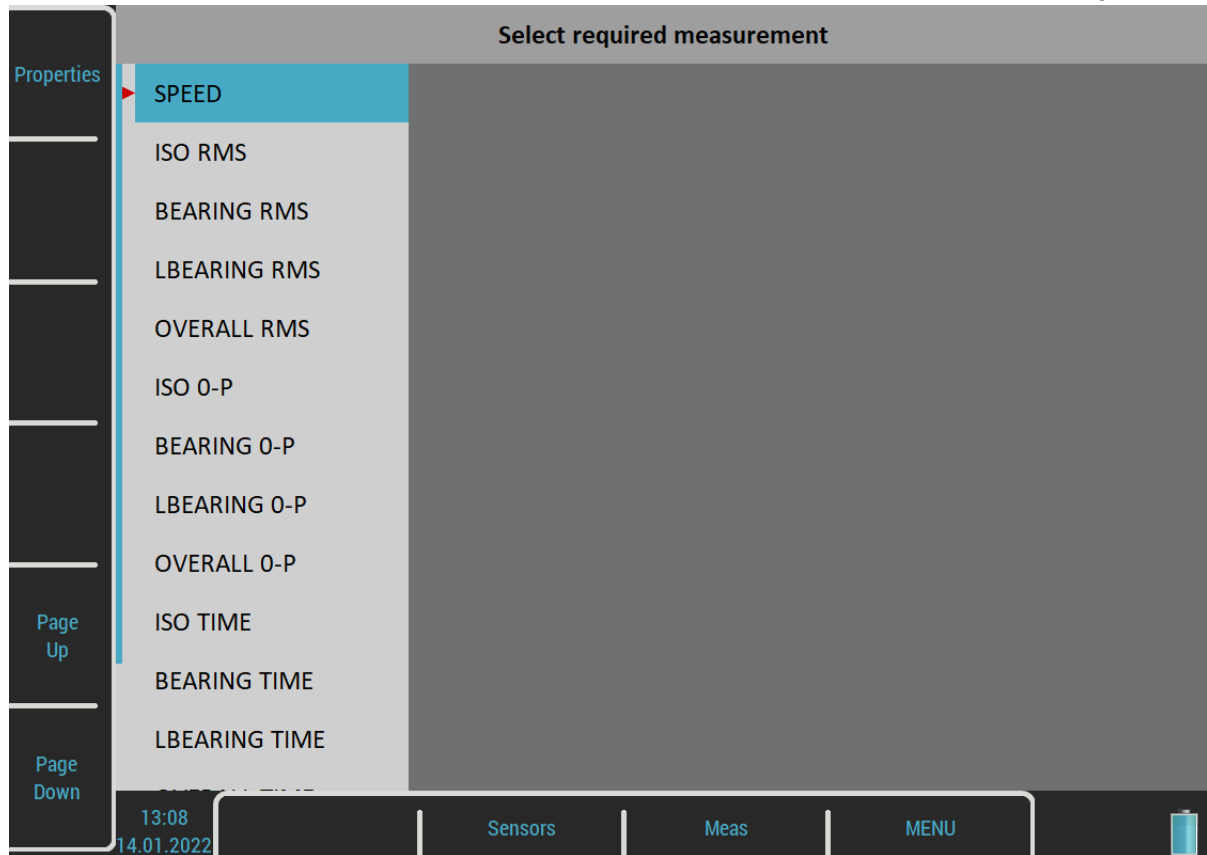 Select required measurement
Properties
SPEED
ISO RMS
BEARING RMS
LBEARING RMS
OVERALL RMS
ISO 0-P
BEARING 0-P
LBEARING 0-P
OVERALL 0-P
ISO TIME
BEARING TIME
LBEARING TIME
Page
Up
Page
Down
13:08
14.01.2022
Sensors
Meas
MENU